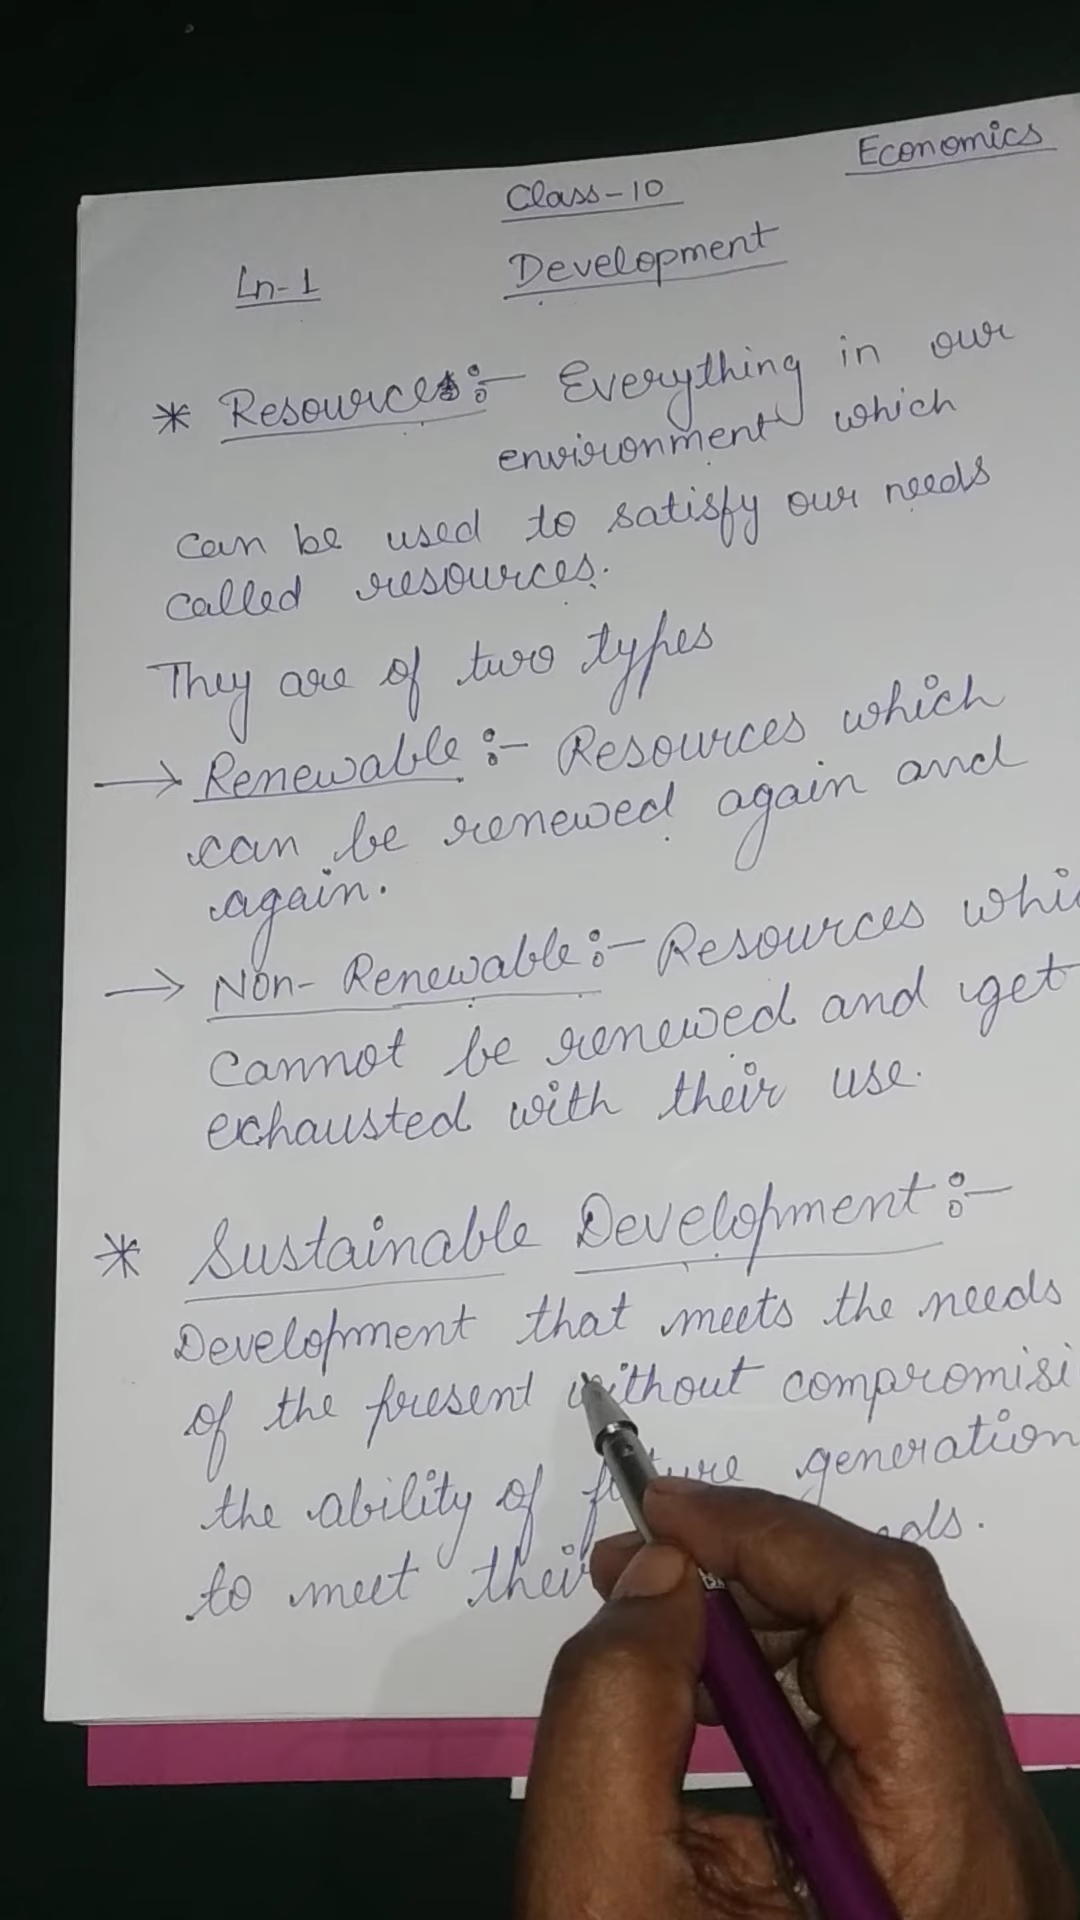 Economics
Class-10
Ln-1 Development
* Resources:- Everything in our
environment which
can be used to satisfy our needs
called resources.
They are of two types
→ Renewable:- Resources which
can be renewed again and
again.
→ Non-Renewable:- Resources whi
cannot be renewed and get
exhausted with their use.
* Sustainable Development:-
Development that meets the needs
of the present without compromisi
the ability of generation
to meet